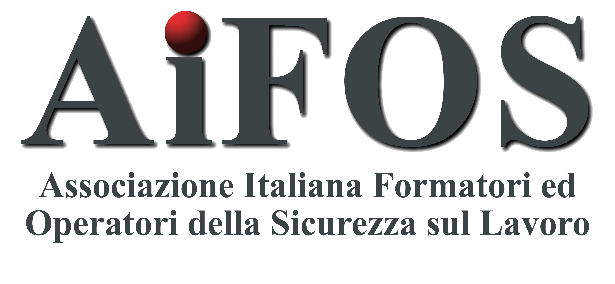 AiFOS
Associazione Italiana Formatori ed
Operatori della Sicurezza sul Lavoro